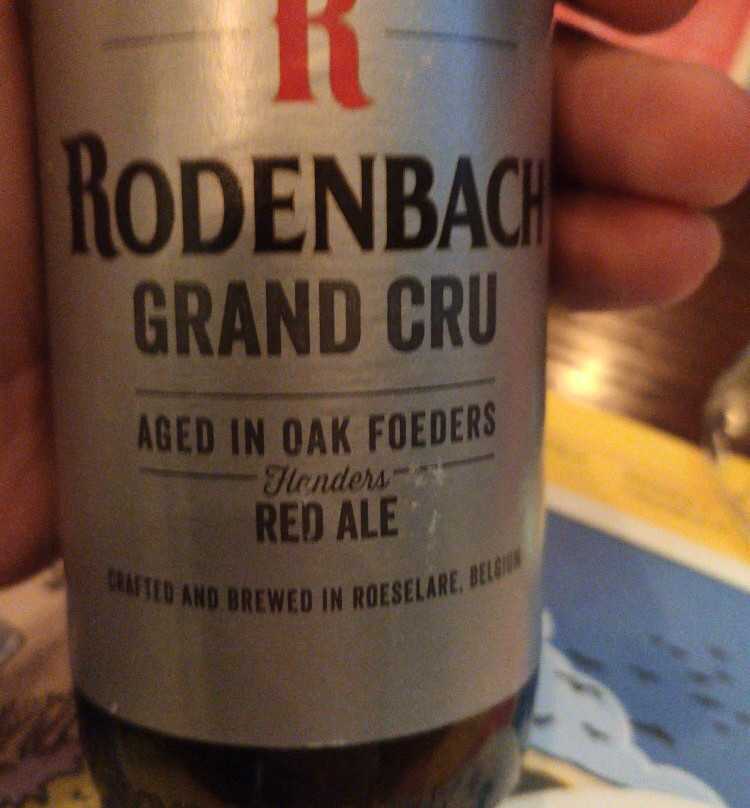 R
RODENBACH
GRAND CRU
AGED IN OAK FOEDERS
Flanders
RED ALE
CRAFTED AND BREWED IN ROESELARE, BELGIUM